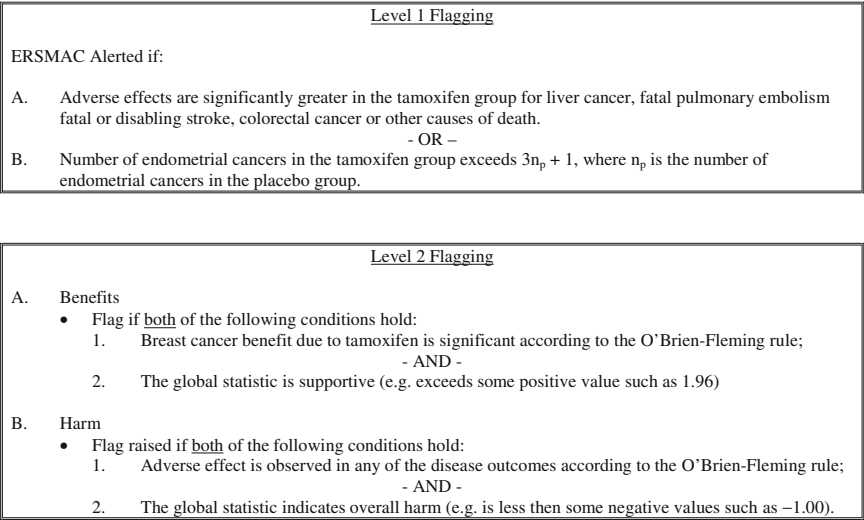 Level 1 Flagging
ERSMAC Alerted if:
A. Adverse effects are significantly greater in the tamoxifen group for liver cancer, fatal pulmonary embolism
fatal or disabling stroke, colorectal cancer or other causes of death.
- OR –
B. Number of endometrial cancers in the tamoxifen group exceeds 3nₚ + 1, where nₚ is the number of
endometrial cancers in the placebo group.
Level 2 Flagging
A. Benefits
• Flag if both of the following conditions hold:
1. Breast cancer benefit due to tamoxifen is significant according to the O’Brien-Fleming rule;
- AND -
2. The global statistic is supportive (e.g. exceeds some positive value such as 1.96)
B. Harm
• Flag raised if both of the following conditions hold:
1. Adverse effect is observed in any of the disease outcomes according to the O’Brien-Fleming rule;
- AND -
2. The global statistic indicates overall harm (e.g. is less then some negative values such as −1.00).